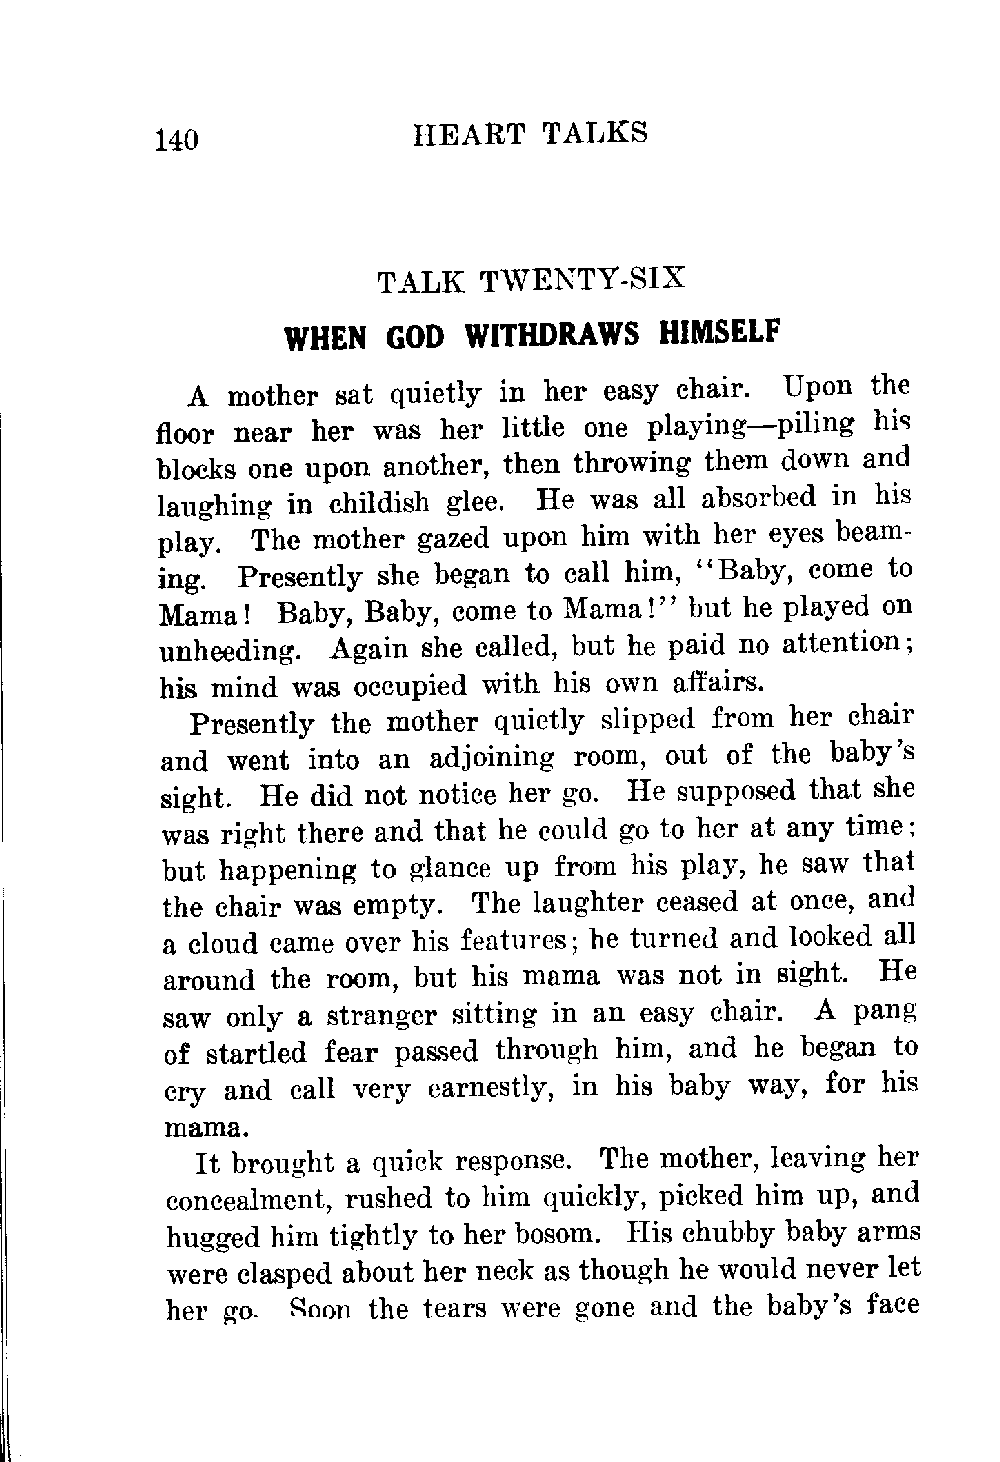 140 HEART TALKS
TALK TWENTY-SIX
WHEN GOD WITHDRAWS HIMSELF
A mother sat quietly in her easy chair. Upon the
floor near her was her little one playing—piling his
blocks one upon another, then throwing them down and
laughing in childish glee. He was all absorbed in his
play. The mother gazed upon him with her eyes beam-
ing. Presently she began to call him, "Baby, come to
Mama! Baby, Baby, come to Mama!" but he played on
unheeding. Again she called, but he paid no attention;
his mind was occupied with his own affairs.
Presently the mother quietly slipped from her chair
and went into an adjoining room, out of the baby's
sight. He did not notice her go. He supposed that she
was right there and that he could go to her at any time;
but happening to glance up from his play, he saw that
the chair was empty. The laughter ceased at once, and
a cloud came over his features; he turned and looked all
around the room, but his mama was not in sight. He
saw only a stranger sitting in an easy chair. A pang
of startled fear passed through him, and he began to
cry and call very earnestly, in his baby way, for his
mama.
It brought a quick response. The mother, leaving her
concealment, rushed to him quickly, picked him up, and
hugged him tightly to her bosom. His chubby baby arms
were clasped about her neck as though he would never let
her go. Soon the tears were gone and the baby's face